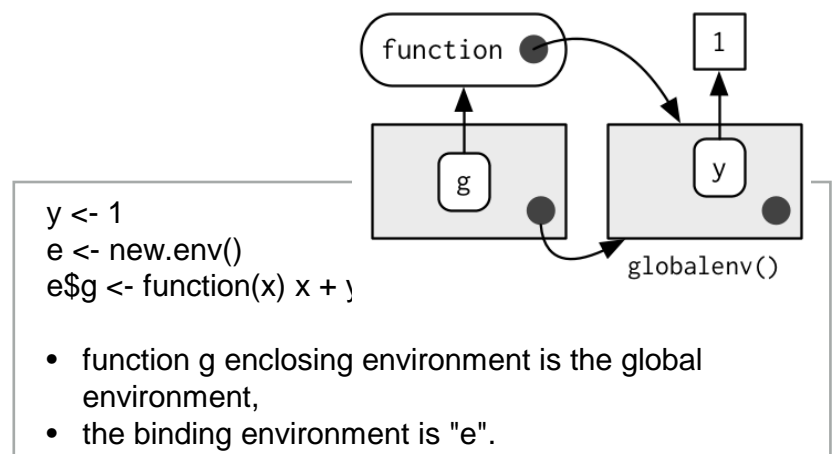 function
1
g
y
globalenv()
y <- 1
e <- new.env()
e$g <- function(x) x + y
• function g enclosing environment is the global
environment,
• the binding environment is "e".